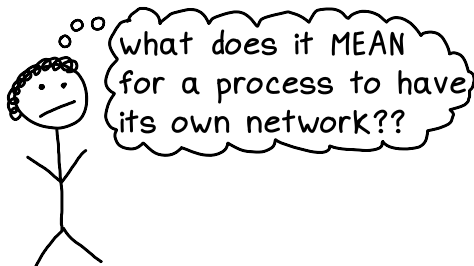 what does it MEAN
for a process to have
its own network??